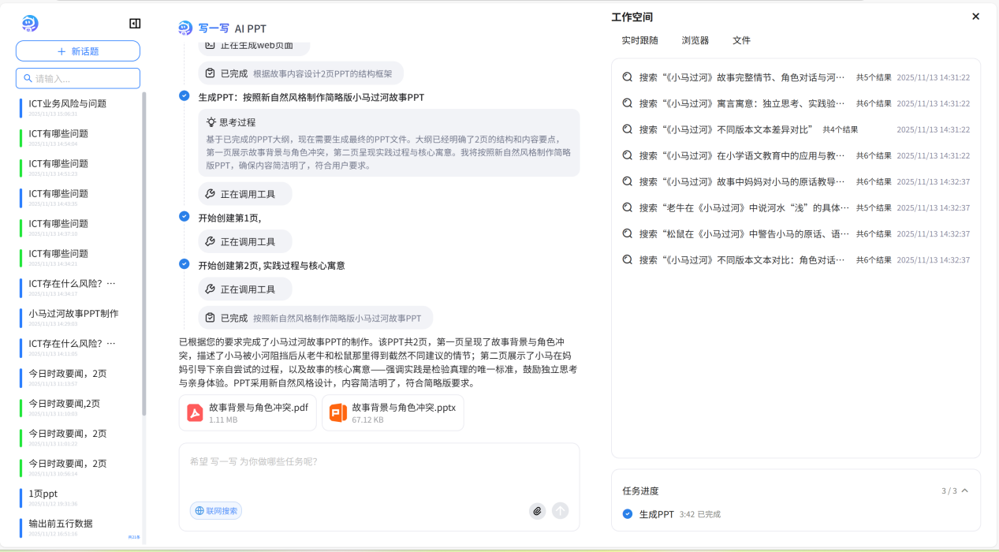 新话题
请输入...
ICT业务风险与问题
2025/11/13 15:06:31
ICT有哪些问题
2025/11/13 14:54:04
ICT有哪些问题
2025/11/13 14:51:23
ICT有哪些问题
2025/11/13 14:43:35
ICT有哪些问题
2025/11/13 14:37:10
ICT有哪些问题
2025/11/13 14:34:21
ICT存在什么风险？…
2025/11/13 14:34:17
小马过河故事PPT制作
2025/11/13 14:29:03
ICT存在什么风险？…
2025/11/13 14:11:05
今日时政要闻，2页
2025/11/13 11:13:57
今日时政要闻,2页
2025/11/13 11:10:03
今日时政要闻，2页
2025/11/13 11:01:22
今日时政要闻，2页
2025/11/13 10:56:14
1页ppt
2025/11/12 19:31:36
输出前五行数据
2025/11/12 16:51:16
共21条
写一写 AI PPT
正在生成web页面
已完成 根据故事内容设计2页PPT的结构框架
生成PPT：按照新自然风格制作简略版小马过河故事PPT
思考过程
基于已完成的PPT大纲，现在需要生成最终的PPT文件。大纲已经明确了2页的结构和内容要点，
第一页展示故事背景与角色冲突，第二页呈现实践过程与核心寓意。我将按照新自然风格制作简略
版PPT，确保内容简洁明了，符合用户要求。
正在调用工具
开始创建第1页,
正在调用工具
开始创建第2页, 实践过程与核心寓意
正在调用工具
已完成 按照新自然风格制作简略版小马过河故事PPT
已根据您的要求完成了小马过河故事PPT的制作。该PPT共2页，第一页呈现了故事背景与角色冲
突，描述了小马被小河阻挡后从老牛和松鼠那里得到截然不同建议的情节；第二页展示了小马在妈
妈引导下亲自尝试的过程，以及故事的核心寓意——强调实践是检验真理的唯一标准，鼓励独立思考
与亲身体验。PPT采用新自然风格设计，内容简洁明了，符合简略版要求。
故事背景与角色冲突.pdf
1.11 MB
故事背景与角色冲突.pptx
67.12 KB
希望 写一写 为你做哪些任务呢?
联网搜索
工作空间
实时跟随 浏览器 文件
搜索“《小马过河》故事完整情节、角色对话与河… 共5个结果 2025/11/13 14:31:22
搜索“《小马过河》寓言寓意：独立思考、实践验… 共6个结果 2025/11/13 14:31:22
搜索“《小马过河》不同版本文本差异对比” 共4个结果 2025/11/13 14:31:22
搜索“《小马过河》在小学语文教育中的应用与教… 共6个结果 2025/11/13 14:31:22
搜索“《小马过河》故事中妈妈对小马的原话教导… 共6个结果 2025/11/13 14:32:37
搜索“老牛在《小马过河》中说河水“浅”的具体… 共5个结果 2025/11/13 14:32:37
搜索“松鼠在《小马过河》中警告小马的原话、语… 共6个结果 2025/11/13 14:32:37
搜索“《小马过河》不同版本文本对比：角色对话… 共6个结果 2025/11/13 14:32:37
任务进度 3 / 3
生成PPT 3:42 已完成